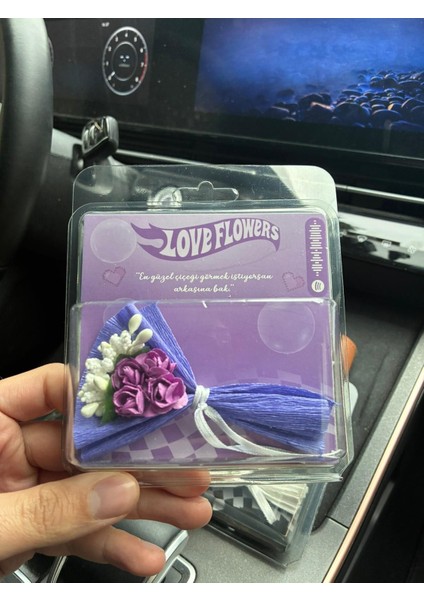 LOVE FLOWERS
"En güzel çiçeği görmek istiyorsan
arkasına bak"